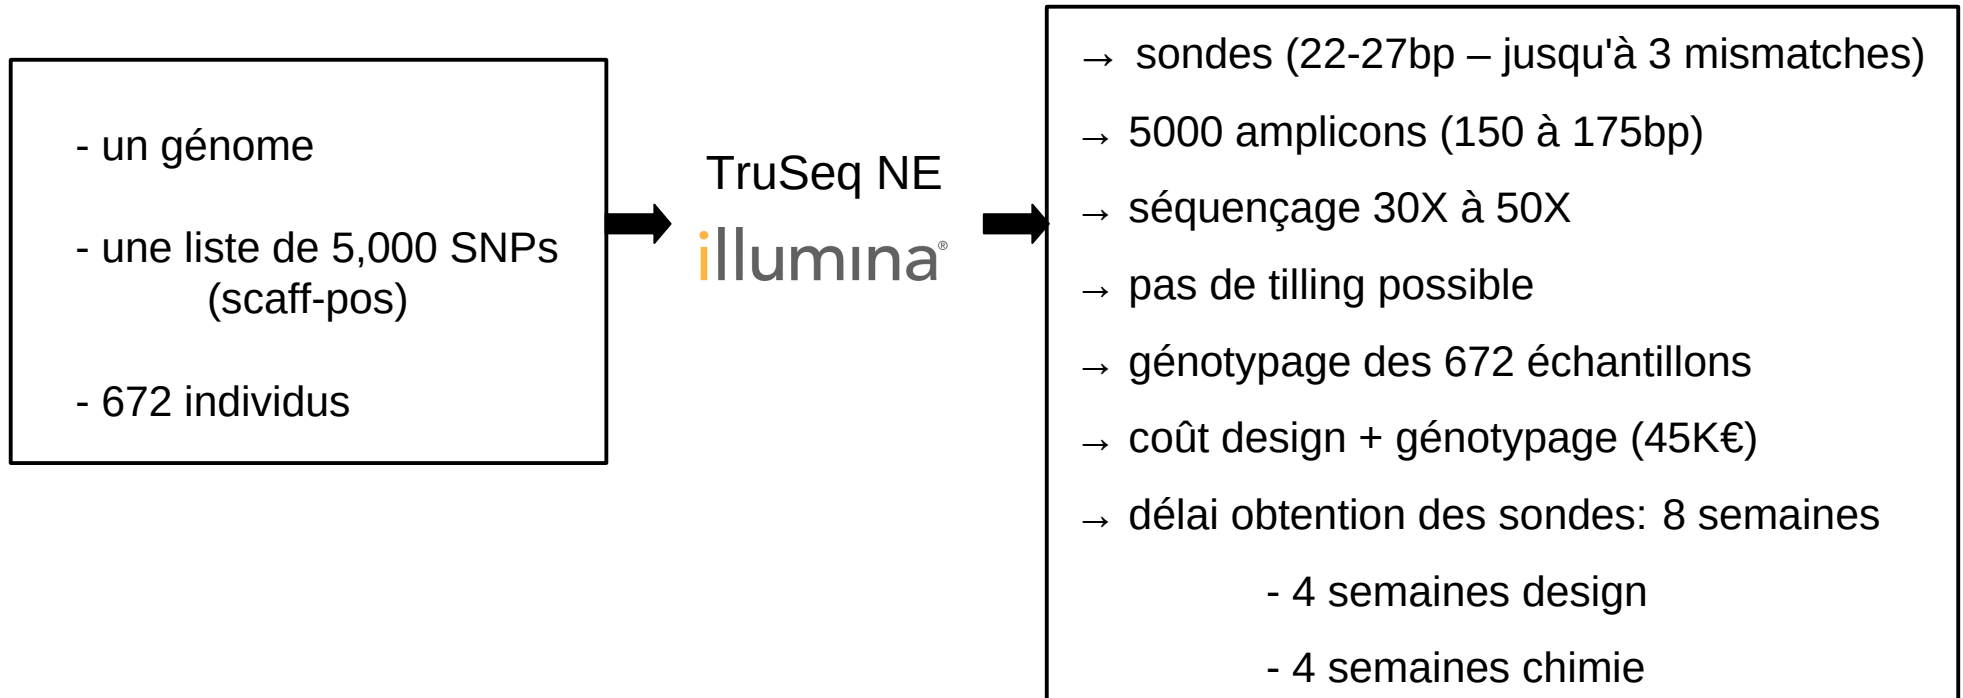 - un génome
- une liste de 5,000 SNPs
(scaff-pos)
- 672 individus
TruSeq NE
illumina®
→ sondes (22-27bp – jusqu'à 3 mismatches)
→ 5000 amplicons (150 à 175bp)
→ séquençage 30X à 50X
→ pas de tilling possible
→ génotypage des 672 échantillons
→ coût design + génotypage (45K€)
→ délai obtention des sondes: 8 semaines
- 4 semaines design
- 4 semaines chimie